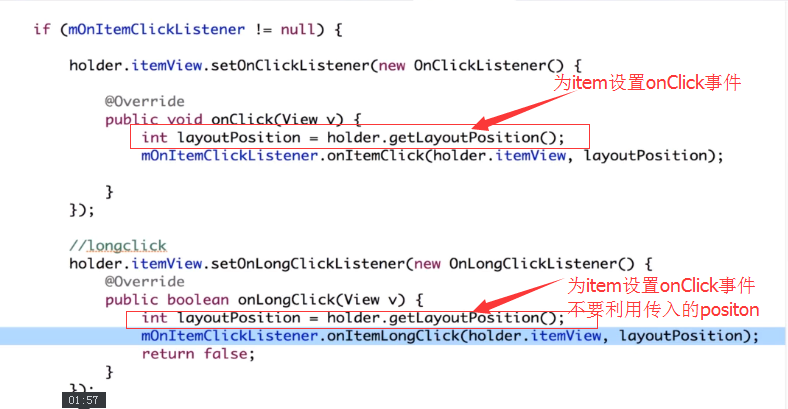 if (mOnItemClickListener != null) {
holder.itemView.setOnClickListener(new OnClickListener() {
为item设置onClick事件
@Override
public void onClick(View v) {
int layoutPosition = holder.getLayoutPosition();
mOnItemClickListener.onItemClick(holder.itemView, layoutPosition);
}
});
//longclick
holder.itemView.setOnLongClickListener(new OnLongClickListener() {
@Override
为item设置onClick事件
不要利用传入的positon
public boolean onLongClick(View v) {
int layoutPosition = holder.getLayoutPosition();
mOnItemClickListener.onItemLongClick(holder.itemView, layoutPosition);
return false;
}
});
01:57